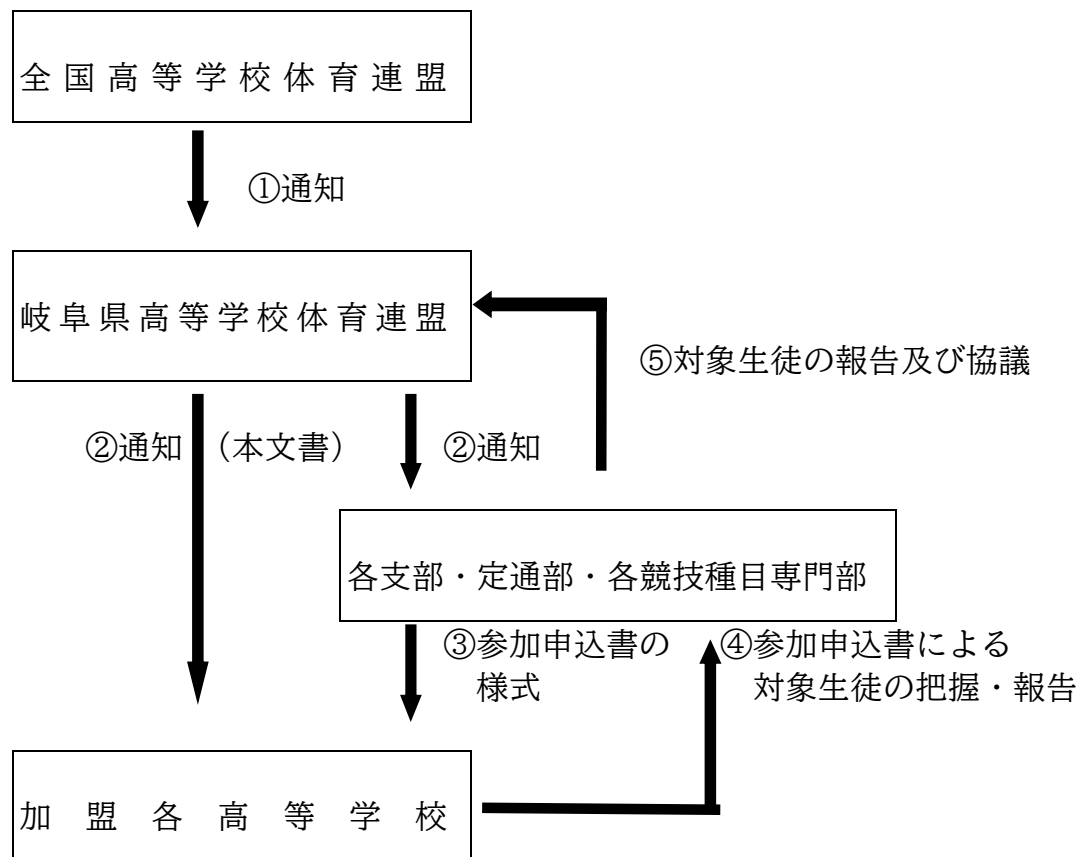 全国高等学校体育連盟
①通知
岐阜県高等学校体育連盟
⑤対象生徒の報告及び協議
②通知 (本文書) ②通知
各支部・定通部・各競技種目専門部
③参加申込書の
様式
④参加申込書による
対象生徒の把握・報告
加盟各高等学校